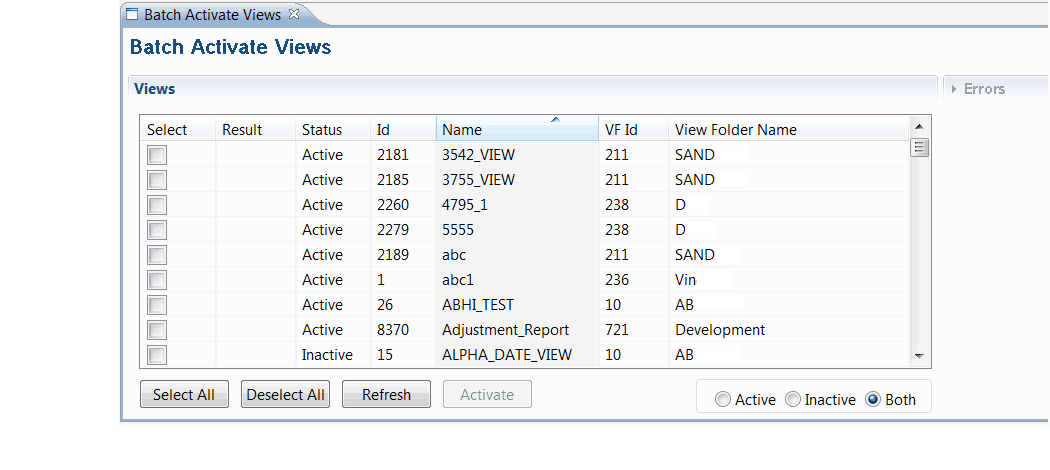 Batch Activate Views
Batch Activate Views
Views
Errors
Select Result Status Id Name VF Id View Folder Name
Active 2181 3542_VIEW 211 SAND
Active 2185 3755_VIEW 211 SAND
Active 2260 4795_1 238 D
Active 2279 5555 238 D
Active 2189 abc 211 SAND
Active 1 abc1 236 Vin
Active 26 ABHI_TEST 10 AB
Active 8370 Adjustment_Report 721 Development
Inactive 15 ALPHA_DATE_VIEW 10 AB
Select All Deselect All Refresh Activate Active Inactive Both